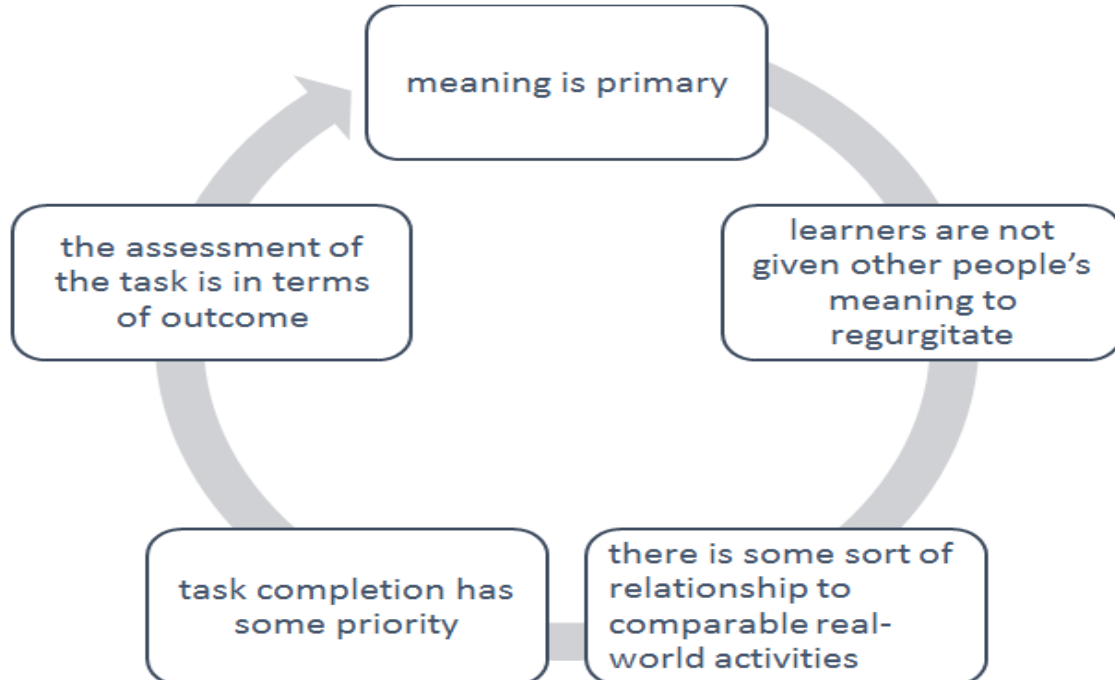 meaning is primary
learners are not
given other people's
meaning to
regurgitate
there is some sort of
relationship to
comparable real-
world activities
task completion has
some priority
the assessment of
the task is in terms
of outcome